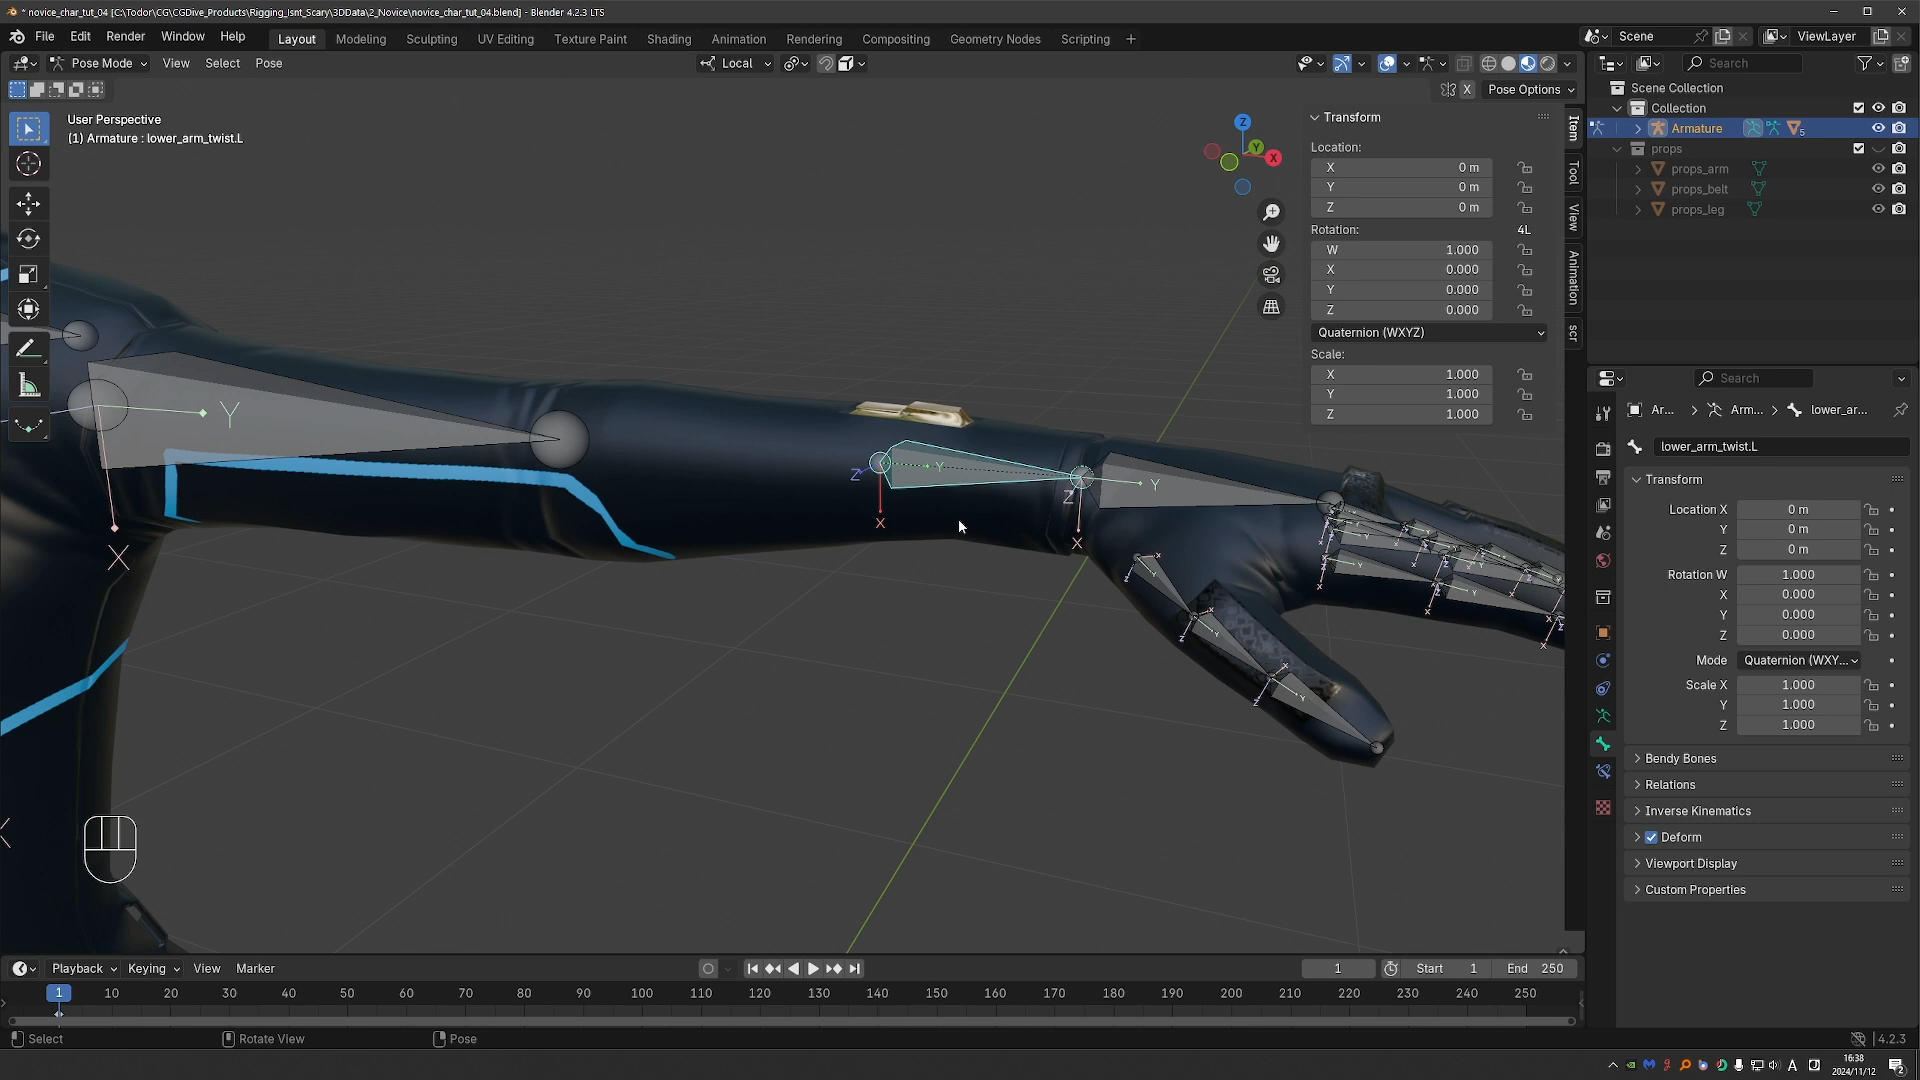 * novice_char_tut_04 [C:\Todor\CG\CGDive_Products\Rigging_Isnt_Scary\3DData\2_Novice\novice_char_tut_04.blend] - Blender 4.2.3 LTS
File Edit Render Window Help Layout Modeling Sculpting UV Editing Texture Paint Shading Animation Rendering Compositing Geometry Nodes Scripting + Scene ViewLayer
Pose Mode View Select Pose Local Search
X Pose Options
User Perspective
(1) Armature : lower_arm_twist.L
Scene Collection
Collection
Armature 5
props
props_arm
props_belt
props_leg
Transform
Location:
X 0 m
Y 0 m
Z 0 m
Rotation: 4L
W 1.000
X 0.000
Y 0.000
Z 0.000
Quaternion (WXYZ)
Scale:
X 1.000
Y 1.000
Z 1.000
Item
Tool
View
Animation
scr
Z
Y
X
Y
X
Z
Y
X
Z
Y
X
Search
Ar... Arm... lower_ar...
lower_arm_twist.L
Transform
Location X 0 m
Y 0 m
Z 0 m
Rotation W 1.000
X 0.000
Y 0.000
Z 0.000
Mode Quaternion (WXY...
Scale X 1.000
Y 1.000
Z 1.000
Bendy Bones
Relations
Inverse Kinematics
Deform
Viewport Display
Custom Properties
Playback Keying View Marker 1 Start 1 End 250
1 10 20 30 40 50 60 70 80 90 100 110 120 130 140 150 160 170 180 190 200 210 220 230 240 250
Select Rotate View Pose 4.2.3
A 16:38
2024/11/12 2